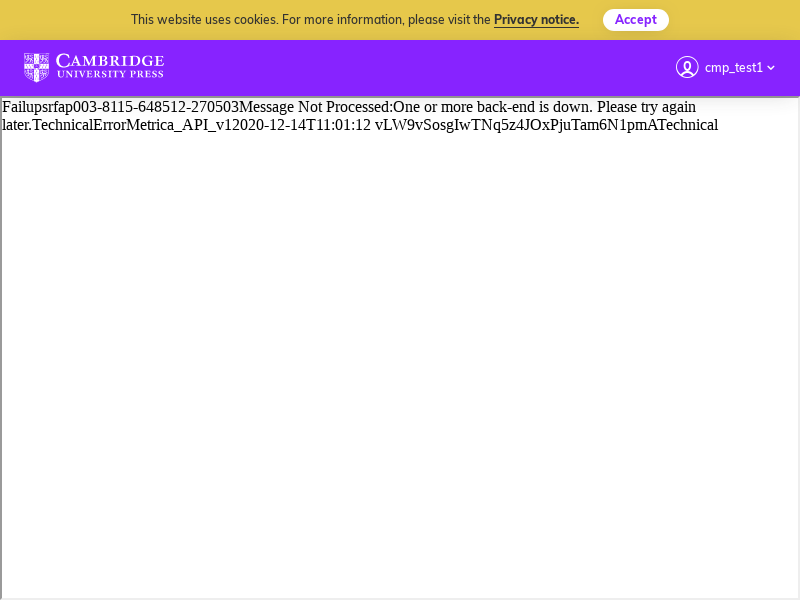 This website uses cookies. For more information, please visit the Privacy notice.
Accept
CAMBRIDGE
UNIVERSITY PRESS
cmp_test1
Failupsrfap003-8115-648512-270503Message Not Processed:One or more back-end is down. Please try again
later.TechnicalErrorMetrica_API_v12020-12-14T11:01:12 vLW9vSosgIwTNq5z4JOxPjuTam6N1pmATechnical